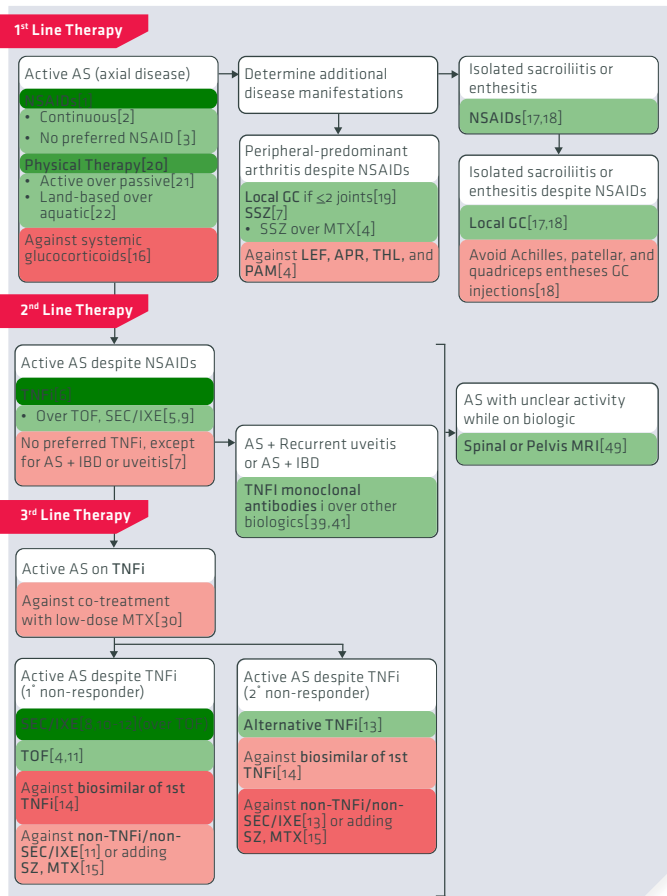 1st Line Therapy
Active AS (axial disease)
NSAIDs[1]
• Continuous[2]
• No preferred NSAID [3]
Physical Therapy[20]
• Active over passive[21]
• Land-based over
aquatic[22]
Against systemic
glucocorticoids[16]
Determine additional
disease manifestations
Peripheral-predominant
arthritis despite NSAIDs
Local GC if ≤2 joints[19]
SSZ[7]
• SSZ over MTX[4]
Against LEF, APR, THL, and
PAM[4]
Isolated sacroiliitis or
enthesitis
NSAIDs[17,18]
Isolated sacroiliitis or
enthesitis despite NSAIDs
Local GC[17,18]
Avoid Achilles, patellar, and
quadriceps entheses GC
injections[18]
2nd Line Therapy
Active AS despite NSAIDs
TNFi[6]
• Over TOF, SEC/IXE[5,9]
No preferred TNFi, except
for AS + IBD or uveitis[7]
AS + Recurrent uveitis
or AS + IBD
TNFI monoclonal
antibodies i over other
biologics[39,41]
AS with unclear activity
while on biologic
Spinal or Pelvis MRI[49]
3rd Line Therapy
Active AS on TNFi
Against co-treatment
with low-dose MTX[30]
Active AS despite TNFi
(1° non-responder)
SEC/IXE[8,10-12](over TOF)
TOF[4,11]
Against biosimilar of 1st
TNFi[14]
Against non-TNFi/non-
SEC/IXE[11] or adding
SZ, MTX[15]
Active AS despite TNFi
(2° non-responder)
Alternative TNFi[13]
Against biosimilar of 1st
TNFi[14]
Against non-TNFi/non-
SEC/IXE[13] or adding
SZ, MTX[15]